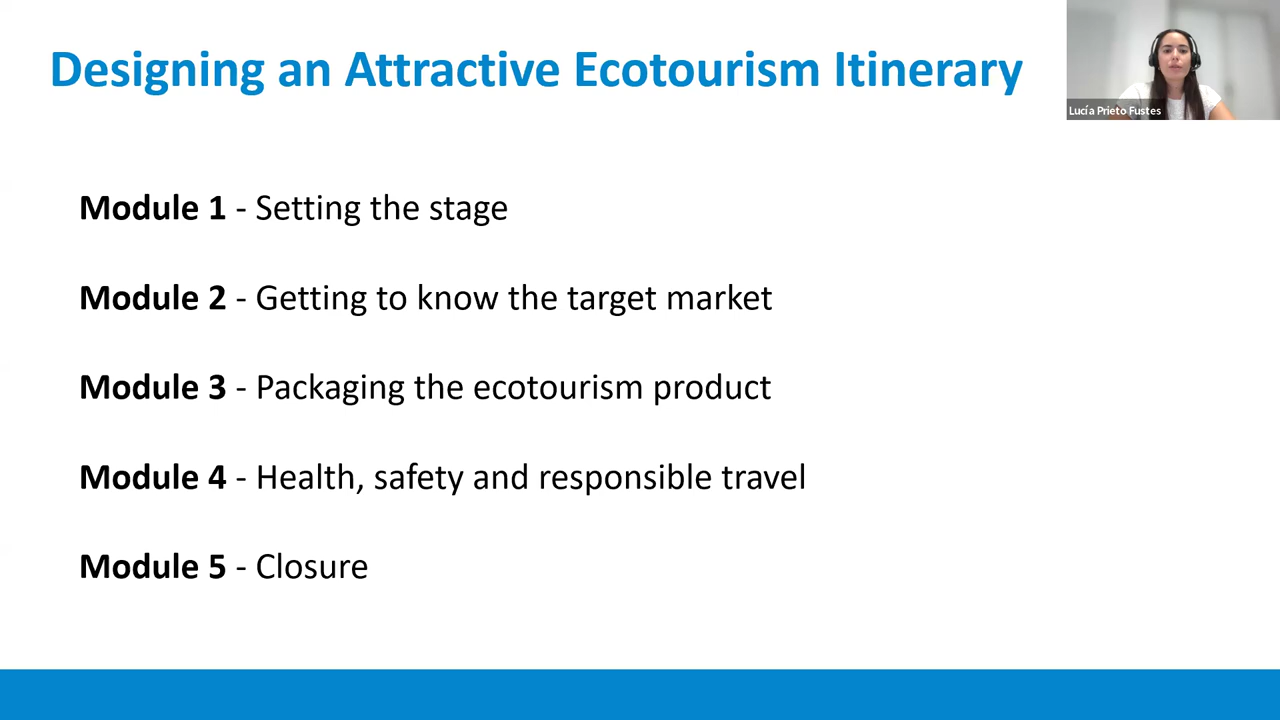 Designing an Attractive Ecotourism Itinerary
Lucía Prieto Fustes
Module 1 - Setting the stage
Module 2 - Getting to know the target market
Module 3 - Packaging the ecotourism product
Module 4 - Health, safety and responsible travel
Module 5 - Closure